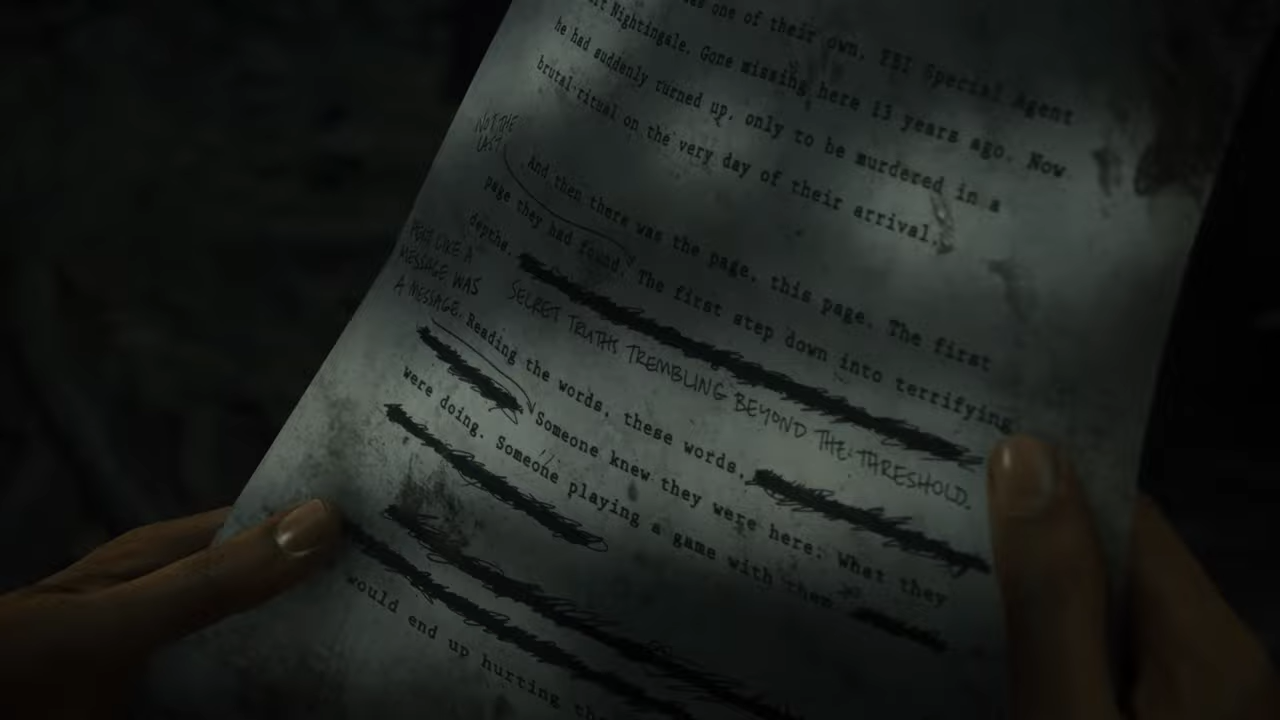 one of their own, FBI Special Agent
Nightingale. Gone missing here 13 years ago. Now
he had suddenly turned up, only to be murdered in a
brutal ritual on the very day of their arrival.
NOT THE
LAST
And then there was the page, this page. The first
page they had found. The first step down into terrifying
depths.
SECRET TRUTHS TREMBLING BEYOND THE THRESHOLD.
FELT LIKE A
MESSAGE. WAS
A MESSAGE.
Reading the words, these words,
Someone knew they were here: What they
were doing. Someone playing a game with them
would end up hurting